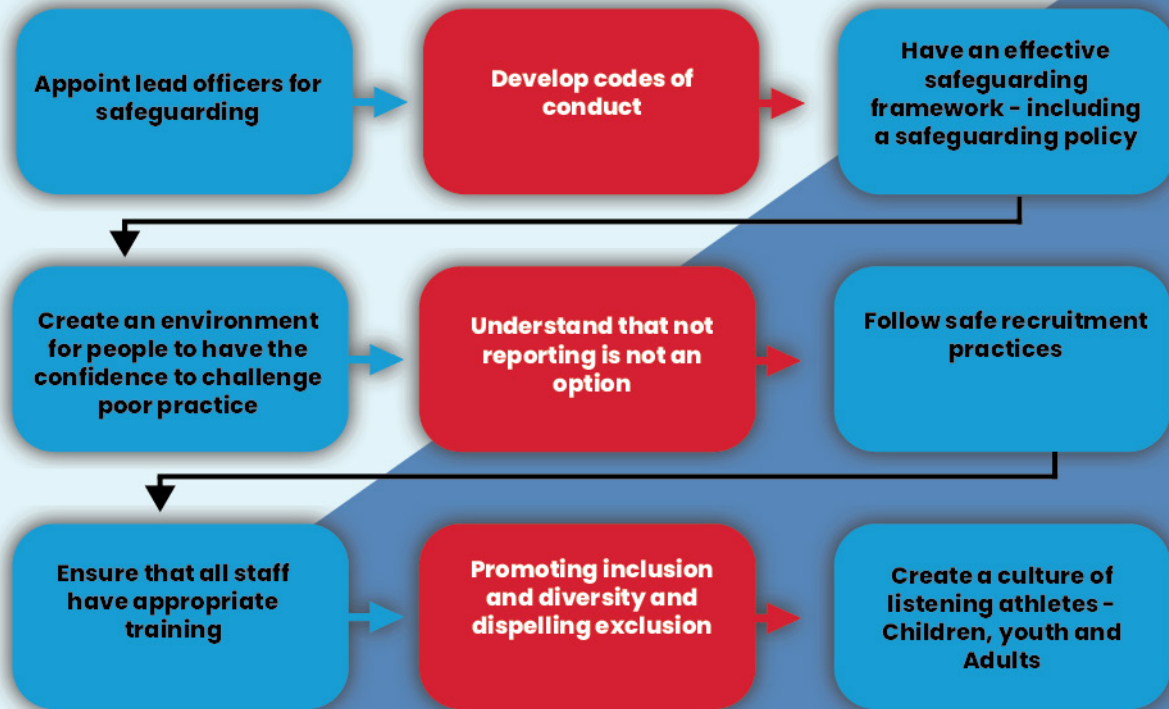 Appoint lead officers for
safeguarding
Develop codes of
conduct
Have an effective
safeguarding
framework - including
a safeguarding policy
Create an environment
for people to have the
confidence to challenge
poor practice
Understand that not
reporting is not an
option
Follow safe recruitment
practices
Ensure that all staff
have appropriate
training
Promoting inclusion
and diversity and
dispelling exclusion
Create a culture of
listening athletes -
Children, youth and
Adults